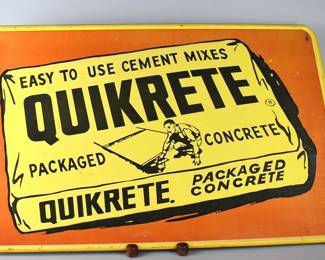 EASY TO USE CEMENT MIXES
QUIKRETE ®
PACKAGED CONCRETE
QUIKRETE. PACKAGED
CONCRETE